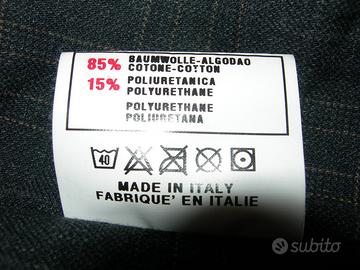 85% BAUMWOLLE-ALGODAO
COTONE-COTTON
15% POLIURETANICA
POLYURETHANE
POLYURETHANE
POLIURETANA
40
MADE IN ITALY
FABRIQUE' EN ITALIE
subito